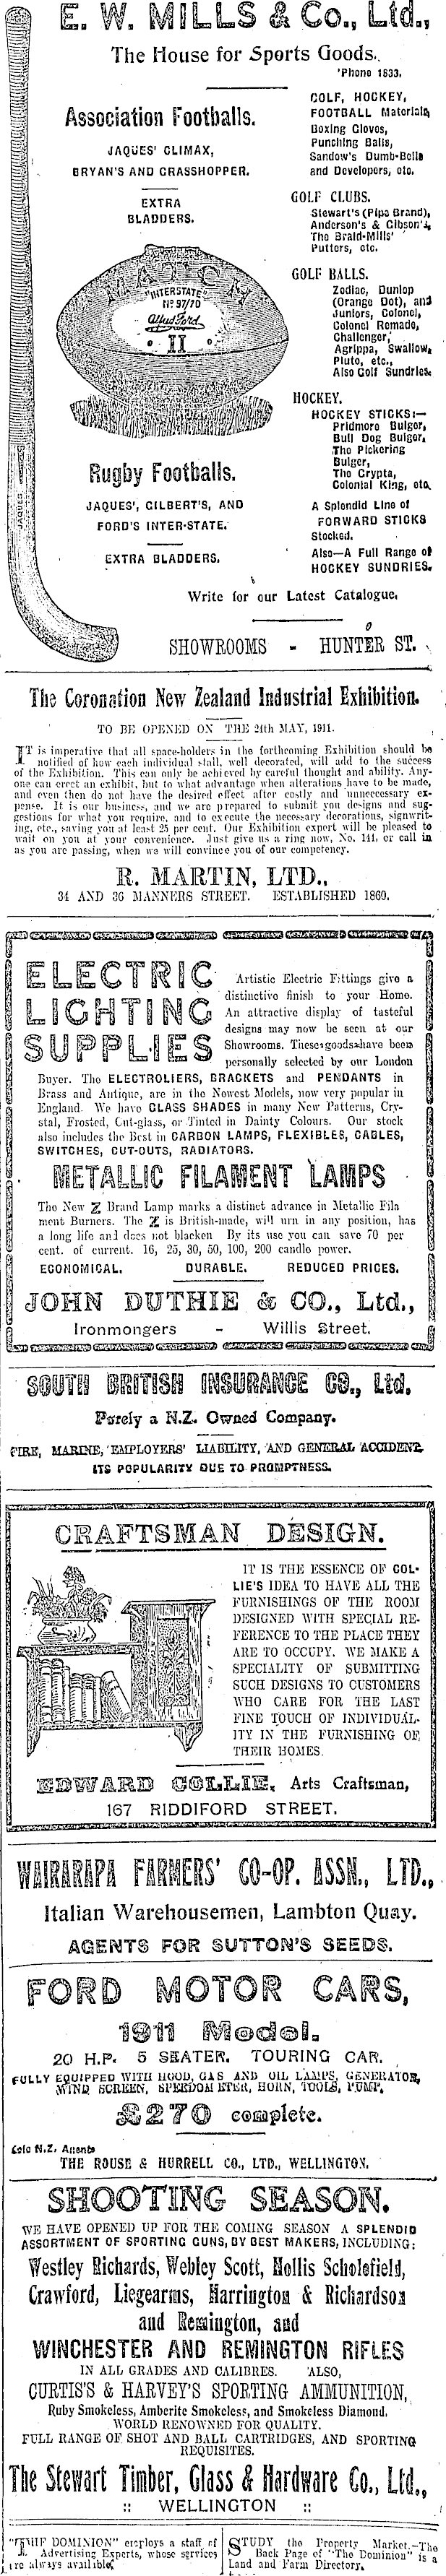 E. W. MILLS & Co., Ltd.,
The House for Sports Goods.
'Phone 1833.
Association Footballs.
JAQUES' CLIMAX,
BRYAN'S AND GRASSHOPPER.
EXTRA
BLADDERS.
MATCH
"INTERSTATE"
No 97/70
Alfred Ford
II
Rugby Footballs.
JAQUES', GILBERT'S, AND
FORD'S INTER-STATE.
EXTRA BLADDERS.
JAQUES
GOLF, HOCKEY,
FOOTBALL Materials,
Boxing Gloves,
Punching Balls,
Sandow's Dumb-Bells
and Developers, etc.
GOLF CLUBS.
Stewart's (Pipe Brand),
Anderson's & Gibson's,
The Braid-Mills'
Putters, etc.
GOLF BALLS.
Zodiac, Dunlop
(Orange Dot), and
Juniors, Colonel,
Colonel Remade,
Challenger,
Agrippa, Swallow,
Pluto, etc.,
Also Golf Sundries.
HOCKEY.
HOCKEY STICKS:—
Pridmore Bulger,
Bull Dog Bulger,
The Pickering
Bulger,
The Crypta,
Colonial King, etc.
A Splendid Line of
FORWARD STICKS
Stocked.
Also—A Full Range of
HOCKEY SUNDRIES.
Write for our Latest Catalogue.
SHOWROOMS - HUNTER ST.
The Coronation New Zealand Industrial Exhibition.
TO BE OPENED ON THE 24th MAY, 1911.
IT is imperative that all space-holders in the forthcoming Exhibition should be
notified of how each individual stall, well decorated, will add to the success
of the Exhibition. This can only be achieved by careful thought and ability. Any-
one can erect an exhibit, but to what advantage when alterations have to be made,
and even then do not have the desired effect after costly and unneccessary ex-
pense. It is our business, and we are prepared to submit you designs and sug-
gestions for what you require, and to execute the necessary decorations, signwrit-
ing, etc., saving you at least 25 per cent. Our Exhibition expert will be pleased to
wait on you at your convenience. Just give us a ring now, No. 141, or call in
as you are passing, when we will convince you of our competency.
R. MARTIN, LTD.,
34 AND 36 MANNERS STREET. ESTABLISHED 1860.
ELECTRIC
LIGHTING
SUPPLIES
Artistic Electric Fittings give a
distinctive finish to your Home.
An attractive display of tasteful
designs may now be seen at our
Showrooms. These goods have been
personally selected by our London
Buyer. The ELECTROLIERS, BRACKETS and PENDANTS in
Brass and Antique, are in the Newest Models, now very popular in
England. We have GLASS SHADES in many New Patterns, Cry-
stal, Frosted, Cut-glass, or Tinted in Dainty Colours. Our stock
also includes the Best in CARBON LAMPS, FLEXIBLES, CABLES,
SWITCHES, CUT-OUTS, RADIATORS.
METALLIC FILAMENT LAMPS
The New Z Brand Lamp marks a distinct advance in Metallic Fila
ment Burners. The Z is British-made, will urn in any position, has
a long life and does not blacken By its use you can save 70 per
cent. of current. 16, 25, 30, 50, 100, 200 candle power.
ECONOMICAL. DURABLE. REDUCED PRICES.
JOHN DUTHIE & CO., Ltd.,
Ironmongers - Willis Street.
SOUTH BRITISH INSURANCE CO., Ltd.
Purely a N.Z. Owned Company.
FIRE, MARINE, EMPLOYERS' LIABILITY, AND GENERAL ACCIDENT.
ITS POPULARITY DUE TO PROMPTNESS.
CRAFTSMAN DESIGN.
IT IS THE ESSENCE OF COL-
LIE'S IDEA TO HAVE ALL THE
FURNISHINGS OF THE ROOM
DESIGNED WITH SPECIAL RE-
FERENCE TO THE PLACE THEY
ARE TO OCCUPY. WE MAKE A
SPECIALITY OF SUBMITTING
SUCH DESIGNS TO CUSTOMERS
WHO CARE FOR THE LAST
FINE TOUCH OF INDIVIDUAL-
ITY IN THE FURNISHING OF
THEIR HOMES.
EDWARD COLLIE, Arts Craftsman,
167 RIDDIFORD STREET.
WAIRARAPA FARMERS' CO-OP. ASSN., LTD.,
Italian Warehousemen, Lambton Quay.
AGENTS FOR SUTTON'S SEEDS.
FORD MOTOR CARS,
1911 Model.
20 H.P. 5 SEATER. TOURING CAR.
FULLY EQUIPPED WITH HOOD, GAS AND OIL LAMPS, GENERATOR,
WIND SCREEN, SPEEDOMETER, HORN, TOOLS, PUMP,
£270 complete.
Sole N.Z. Agents
THE ROUSE & HURRELL CO., LTD., WELLINGTON.
SHOOTING SEASON.
WE HAVE OPENED UP FOR THE COMING SEASON A SPLENDID
ASSORTMENT OF SPORTING GUNS, BY BEST MAKERS, INCLUDING:
Westley Richards, Webley Scott, Hollis Scholefield,
Crawford, Liegearms, Harrington & Richardson
and Remington, and
WINCHESTER AND REMINGTON RIFLES
IN ALL GRADES AND CALIBRES. ALSO,
CURTIS'S & HARVEY'S SPORTING AMMUNITION,
Ruby Smokeless, Amberite Smokeless, and Smokeless Diamond.
WORLD RENOWNED FOR QUALITY.
FULL RANGE OF SHOT AND BALL CARTRIDGES, AND SPORTING
REQUISITES.
The Stewart Timber, Glass & Hardware Co., Ltd.,
:: WELLINGTON ::
"THE DOMINION" employs a staff of
Advertising Experts, whose services
are always available.
STUDY the Property Market.—The
Back Page of "The Dominion" is a
Land and Farm Directory.